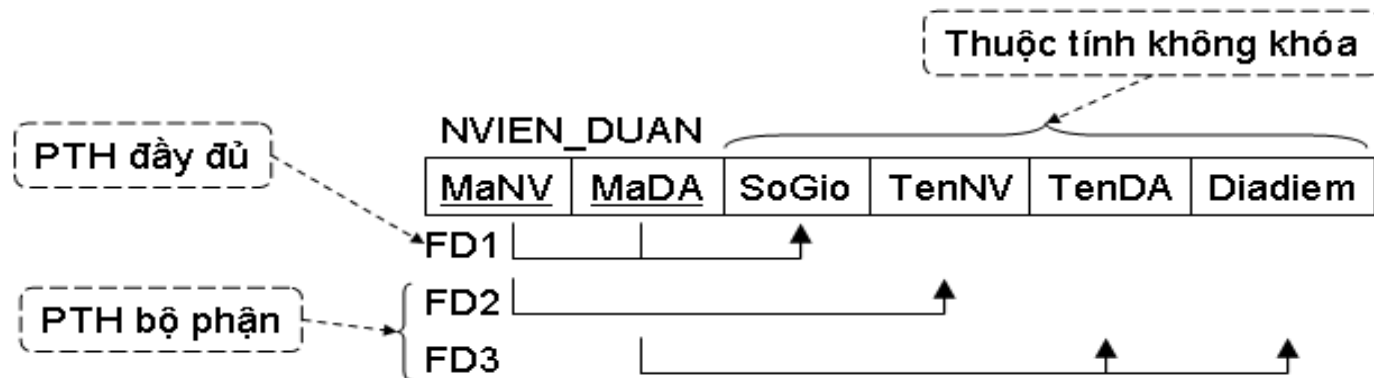 Thuộc tính không khóa
NVIEN_DUAN
PTH đầy đủ
MaNV MaDA SoGio TenNV TenDA Diadiem
FD1
FD2
PTH bộ phận
FD3